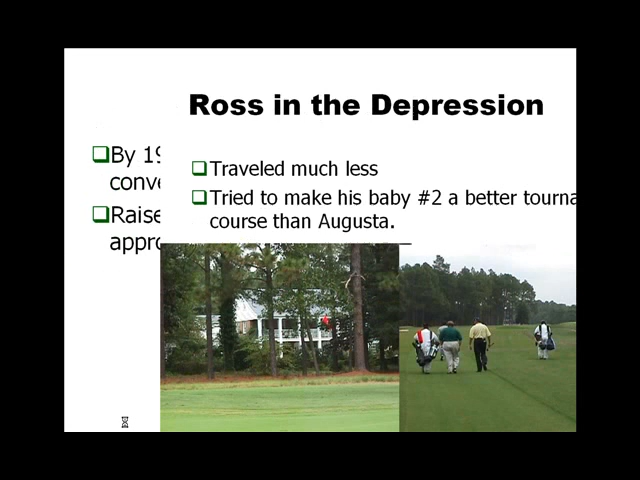 Ross in the Depression
By
conve
Raise
appro
Traveled much less
Tried to make his baby #2 a better tourna
course than Augusta.